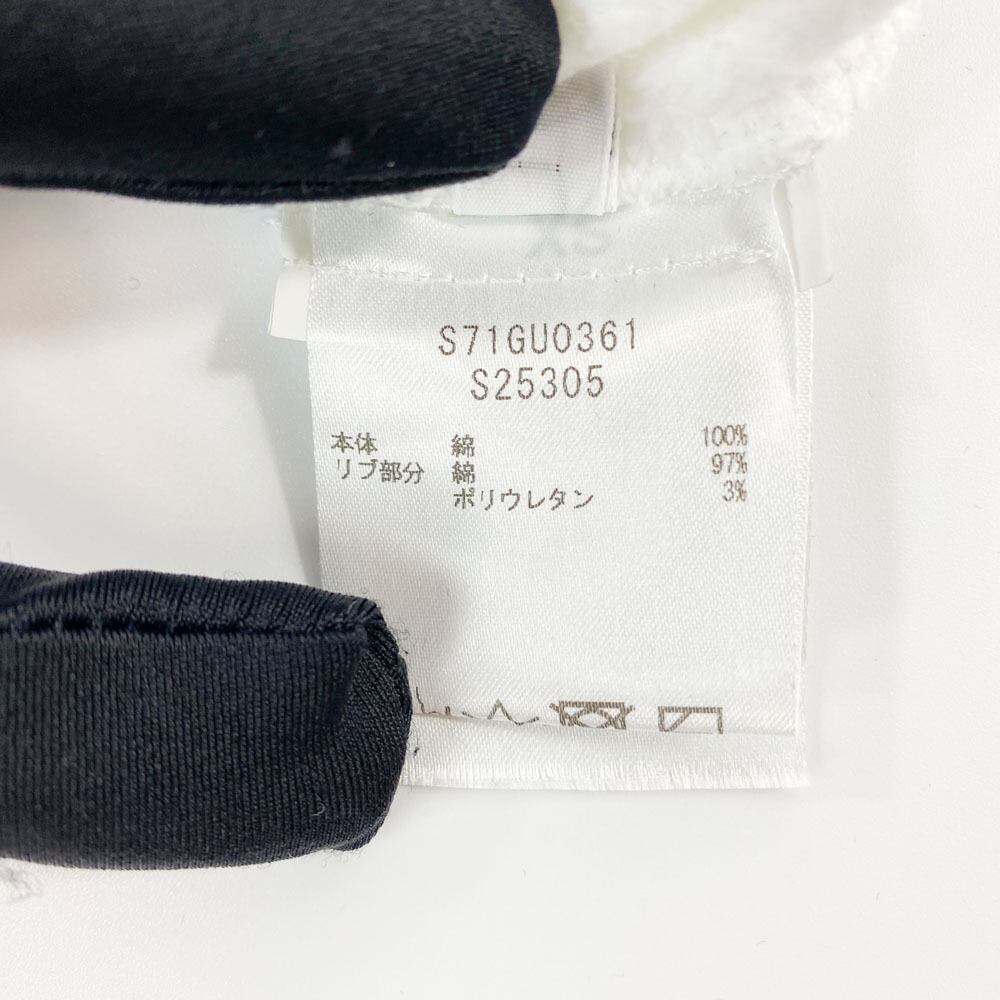 S71GU0361
S25305
本体 綿 100%
リブ部分 綿 97%
ポリウレタン 3%